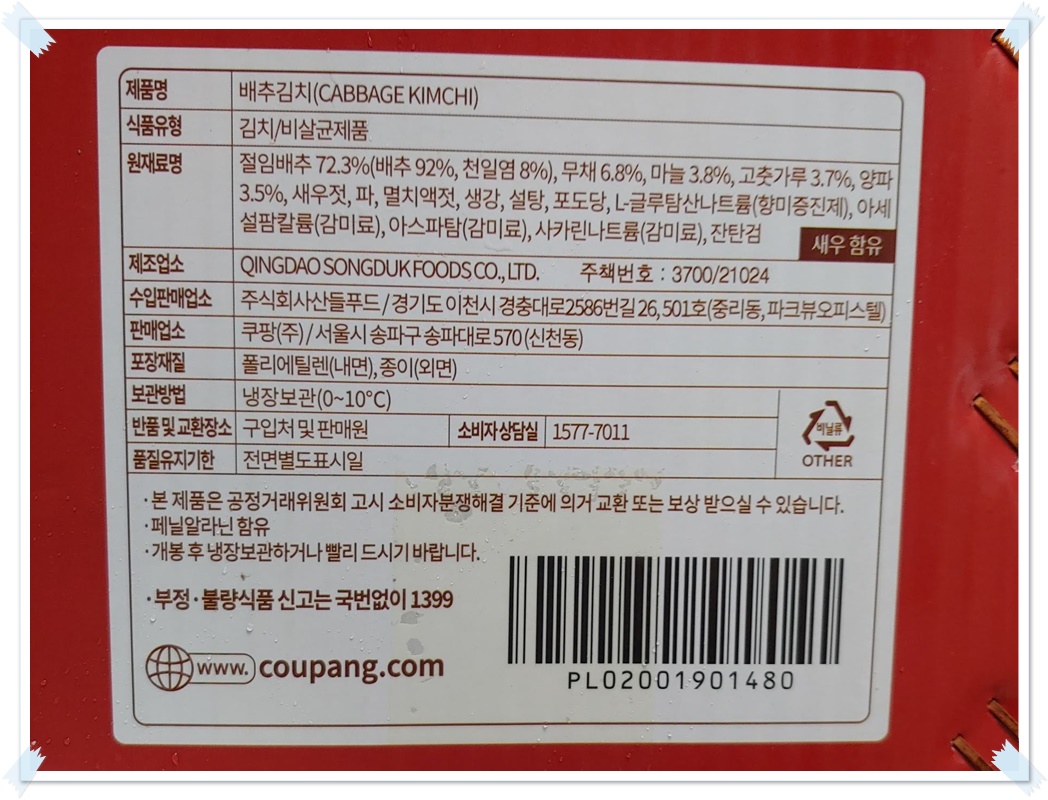 제품명 배추김치(CABBAGE KIMCHI)
식품유형 김치/비살균제품
원재료명 절임배추 72.3%(배추 92%, 천일염 8%), 무채 6.8%, 마늘 3.8%, 고춧가루 3.7%, 양파
3.5%, 새우젓, 파, 멸치액젓, 생강, 설탕, 포도당, L-글루탐산나트륨(향미증진제), 아세
설팜칼륨(감미료), 아스파탐(감미료), 사카린나트륨(감미료), 잔탄검
새우 함유
제조업소 QINGDAO SONGDUK FOODS CO., LTD. 주책번호 : 3700/21024
수입판매업소 주식회사산들푸드 / 경기도 이천시 경충대로2586번길 26, 501호(중리동, 파크뷰오피스텔)
판매업소 쿠팡(주) / 서울시 송파구 송파대로 570 (신천동)
포장재질 폴리에틸렌(내면), 종이(외면)
보관방법 냉장보관(0~10°C)
반품 및 교환장소 구입처 및 판매원 소비자 상담실 1577-7011
품질유지기한 전면별도표시일
비닐류
OTHER
·본 제품은 공정거래위원회 고시 소비자분쟁해결 기준에 의거 교환 또는 보상 받으실 수 있습니다.
·페닐알라닌 함유
·개봉 후 냉장보관하거나 빨리 드시기 바랍니다.
·부정·불량식품 신고는 국번없이 1399
www.coupang.com
PL02001901480